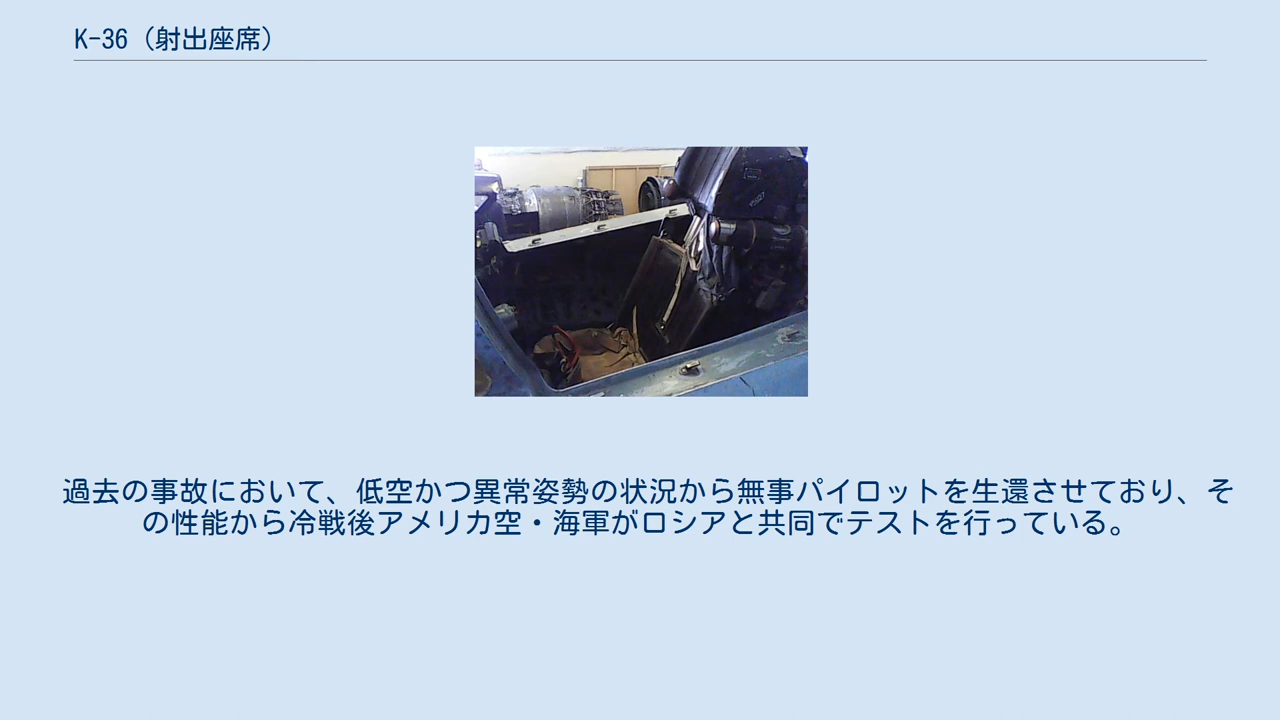 K-36（射出座席）
過去の事故において、低空かつ異常姿勢の状況から無事パイロットを生還させており、そ
の性能から冷戦後アメリカ空・海軍がロシアと共同でテストを行っている。